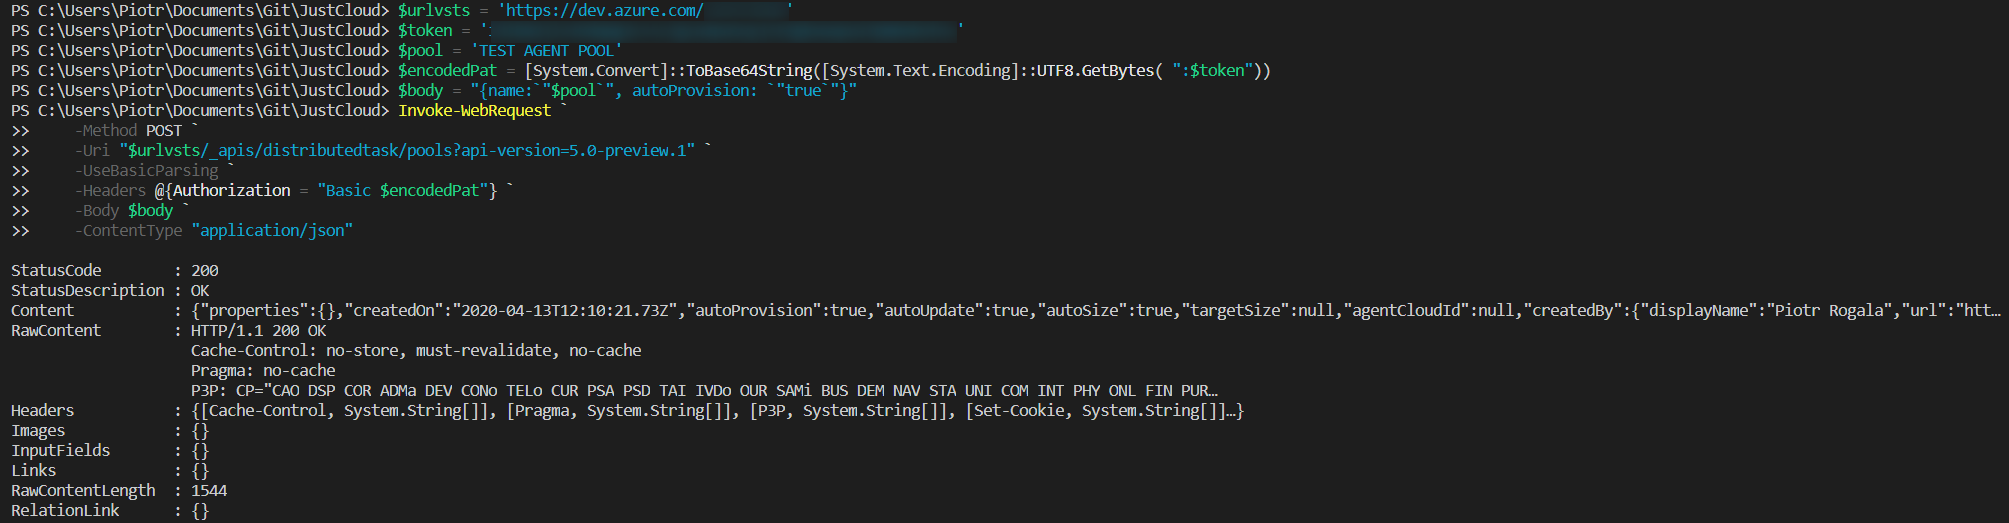 PS C:\Users\Piotr\Documents\Git\JustCloud> $urlvsts = 'https://dev.azure.com/ '
PS C:\Users\Piotr\Documents\Git\JustCloud> $token = ' '
PS C:\Users\Piotr\Documents\Git\JustCloud> $pool = 'TEST AGENT POOL'
PS C:\Users\Piotr\Documents\Git\JustCloud> $encodedPat = [System.Convert]::ToBase64String([System.Text.Encoding]::UTF8.GetBytes( ":$token"))
PS C:\Users\Piotr\Documents\Git\JustCloud> $body = "{name:`"$pool`", autoProvision: `"true`"}"
PS C:\Users\Piotr\Documents\Git\JustCloud> Invoke-WebRequest `
>>     -Method POST `
>>     -Uri "$urlvsts/_apis/distributedtask/pools?api-version=5.0-preview.1" `
>>     -UseBasicParsing `
>>     -Headers @{Authorization = "Basic $encodedPat"} `
>>     -Body $body `
>>     -ContentType "application/json"
StatusCode        : 200
StatusDescription : OK
Content           : {"properties":{},"createdOn":"2020-04-13T12:10:21.73Z","autoProvision":true,"autoUpdate":true,"autoSize":true,"targetSize":null,"agentCloudId":null,"createdBy":{"displayName":"Piotr Rogala","url":"htt…
RawContent        : HTTP/1.1 200 OK
                    Cache-Control: no-store, must-revalidate, no-cache
                    Pragma: no-cache
                    P3P: CP="CAO DSP COR ADMa DEV CONo TELo CUR PSA PSD TAI IVDo OUR SAMi BUS DEM NAV STA UNI COM INT PHY ONL FIN PUR…
Headers           : {[Cache-Control, System.String[]], [Pragma, System.String[]], [P3P, System.String[]], [Set-Cookie, System.String[]]…}
Images            : {}
InputFields       : {}
Links             : {}
RawContentLength  : 1544
RelationLink      : {}